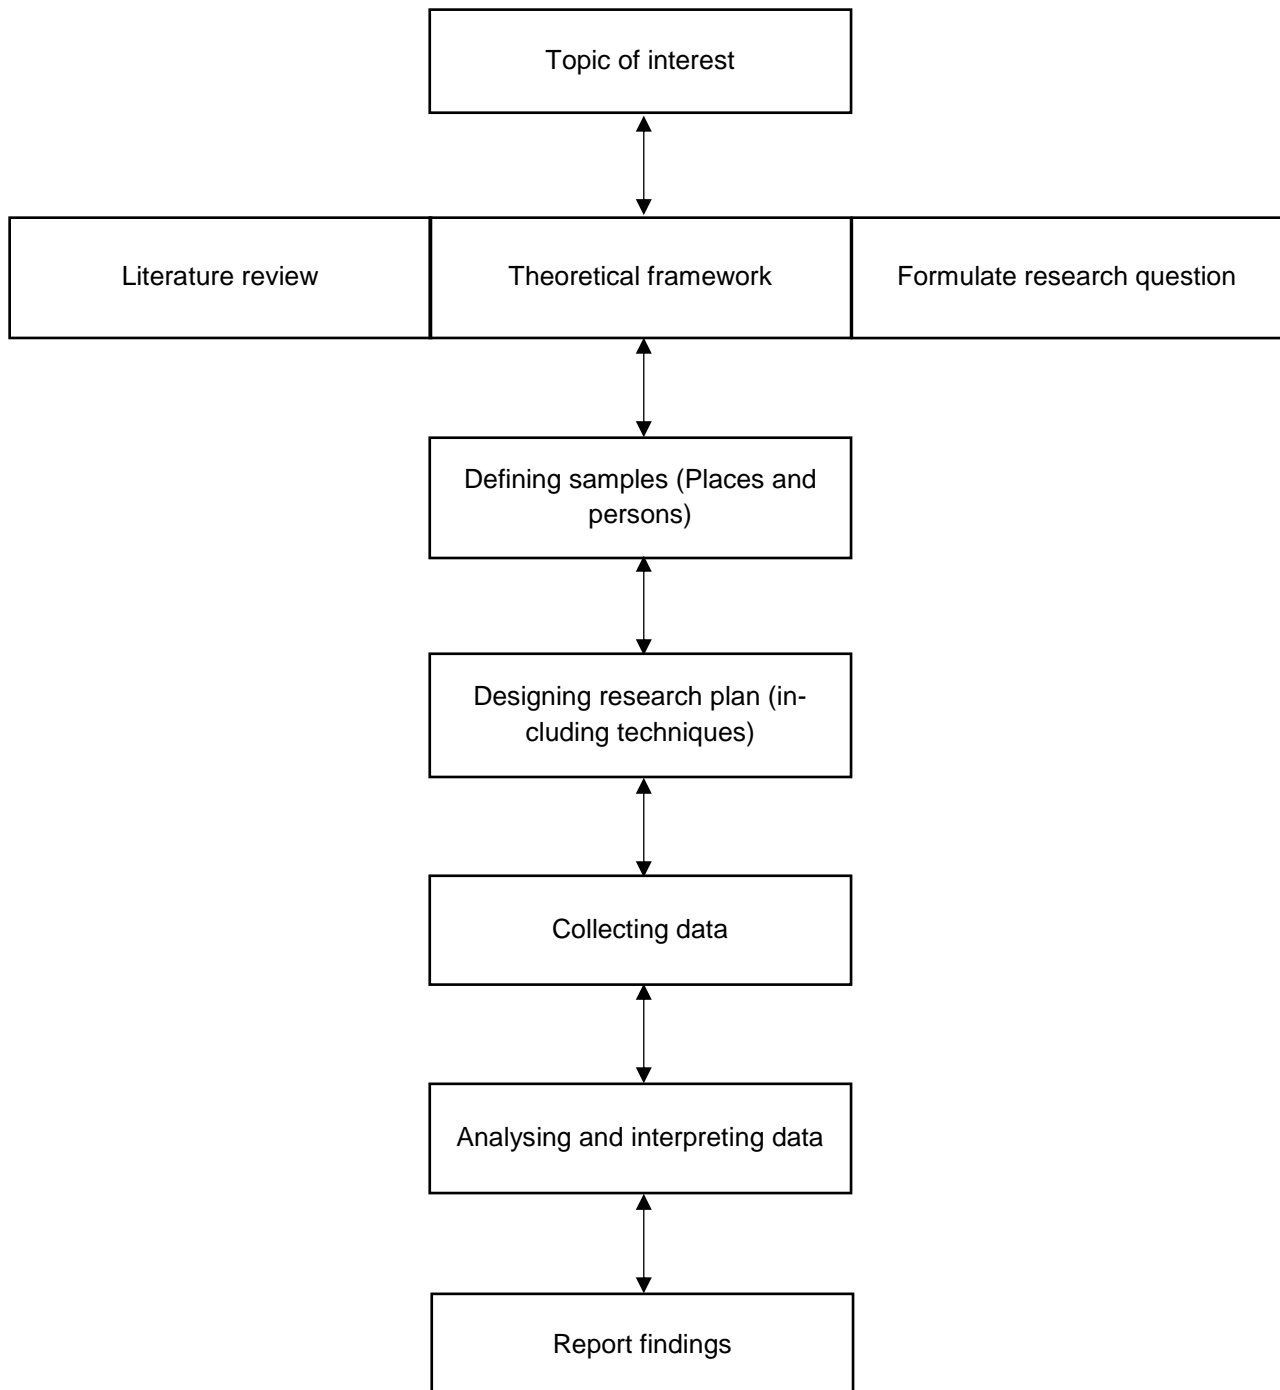 Topic of interest
Literature review
Theoretical framework
Formulate research question
Defining samples (Places and
persons)
Designing research plan (in-
cluding techniques)
Collecting data
Analysing and interpreting data
Report findings